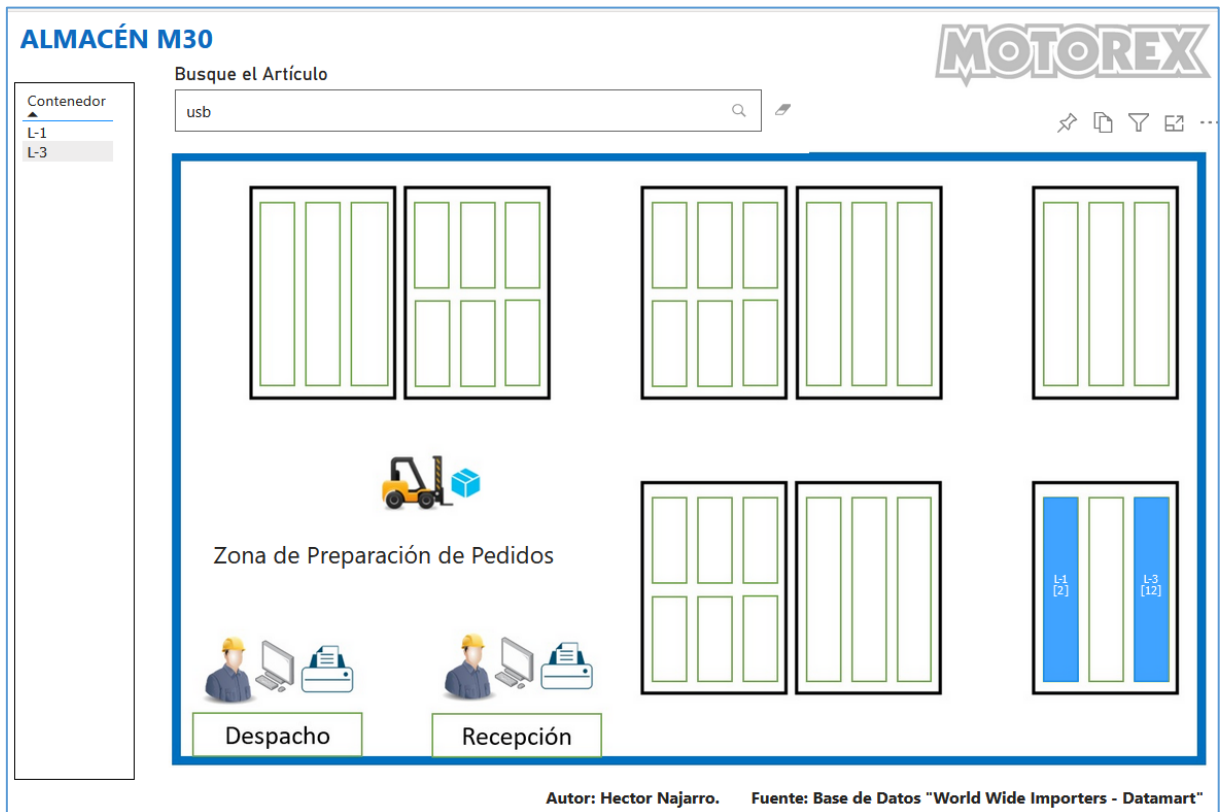 ALMACÉN M30
MOTOREX
Busque el Artículo
Contenedor
L-1
L-3
usb
Zona de Preparación de Pedidos
L-1
[2]
L-3
[12]
Despacho
Recepción
Autor: Hector Najarro. Fuente: Base de Datos "World Wide Importers - Datamart"